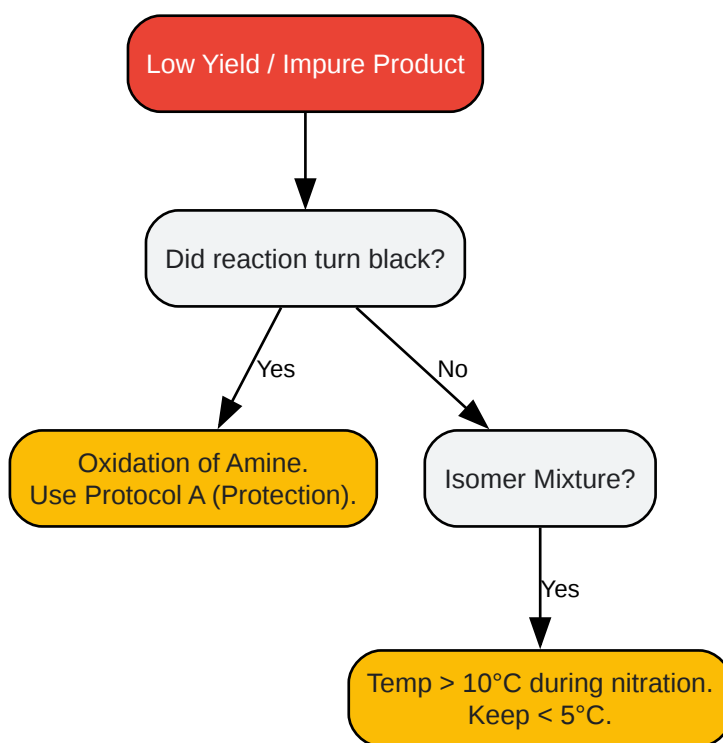 Low Yield / Impure Product
Did reaction turn black?
Yes
No
Oxidation of Amine.
Use Protocol A (Protection).
Isomer Mixture?
Yes
Temp > 10°C during nitration.
Keep < 5°C.